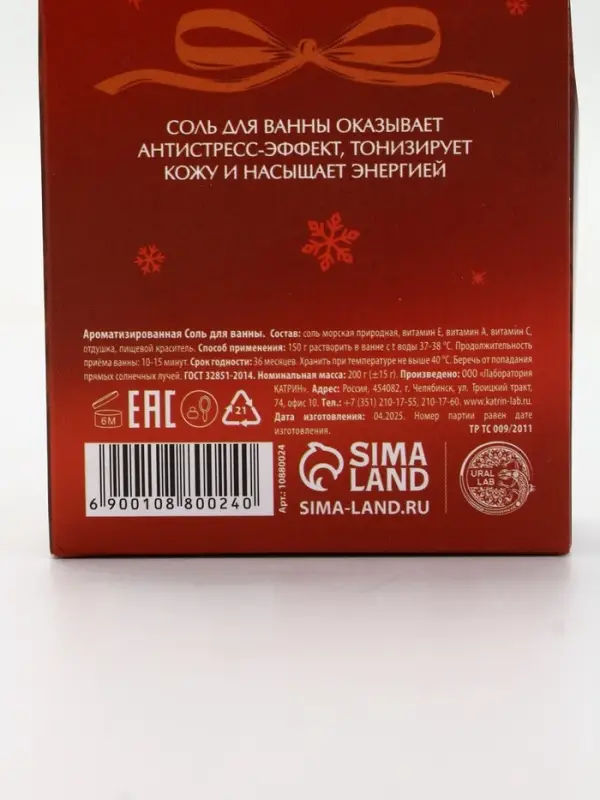 СОЛЬ ДЛЯ ВАННЫ ОКАЗЫВАЕТ
АНТИСТРЕСС-ЭФФЕКТ, ТОНИЗИРУЕТ
КОЖУ И НАСЫЩАЕТ ЭНЕРГИЕЙ
Ароматизированная Соль для ванны. Состав: соль морская природная, витамин Е, витамин А, витамин С,
отдушка, пищевой краситель. Способ применения: 150 г растворить в ванне с t воды 37-38 °C. Продолжительность
приёма ванны: 10-15 минут. Срок годности: 36 месяцев. Хранить при температуре не выше 40 °C. Беречь от попадания
прямых солнечных лучей. ГОСТ 32851-2014. Номинальная масса: 200 г (±15 г). Произведено: ООО «Лаборатория
КАТРИН». Адрес: Россия, 454082, г. Челябинск, ул. Троицкий тракт,
74, офис 10. Тел.: +7 (351) 210-17-55, 210-17-60. www.katrin-lab.ru.
Дата изготовления: 04.2025. Номер партии равен дате
изготовления. ТР ТС 009/2011
6М
EAC
21
6 900108 800240
Арт.: 10880024
SIMA
LAND
SIMA-LAND.RU
URAL
LAB